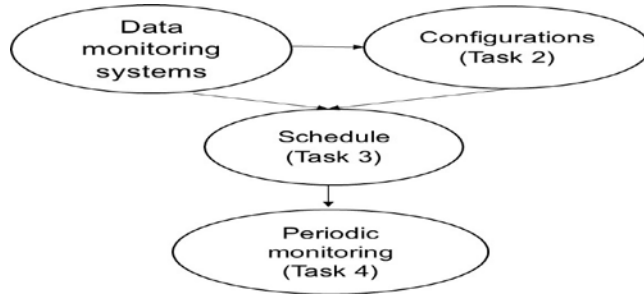 Data
monitoring
systems
Configurations
(Task 2)
Schedule
(Task 3)
Periodic
monitoring
(Task 4)